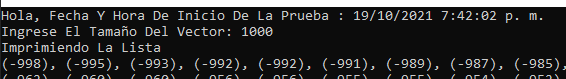 Hola, Fecha Y Hora De Inicio De La Prueba : 19/10/2021 7:42:02 p. m.
Ingrese El Tamaño Del Vector: 1000
Imprimiendo La Lista
(-998), (-995), (-993), (-992), (-992), (-991), (-989), (-987), (-985),